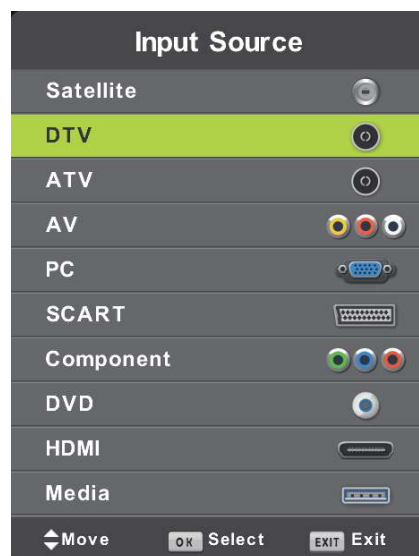 Input Source
Satellite
DTV
ATV
AV
PC
SCART
Component
DVD
HDMI
Media
Move OK Select EXIT Exit